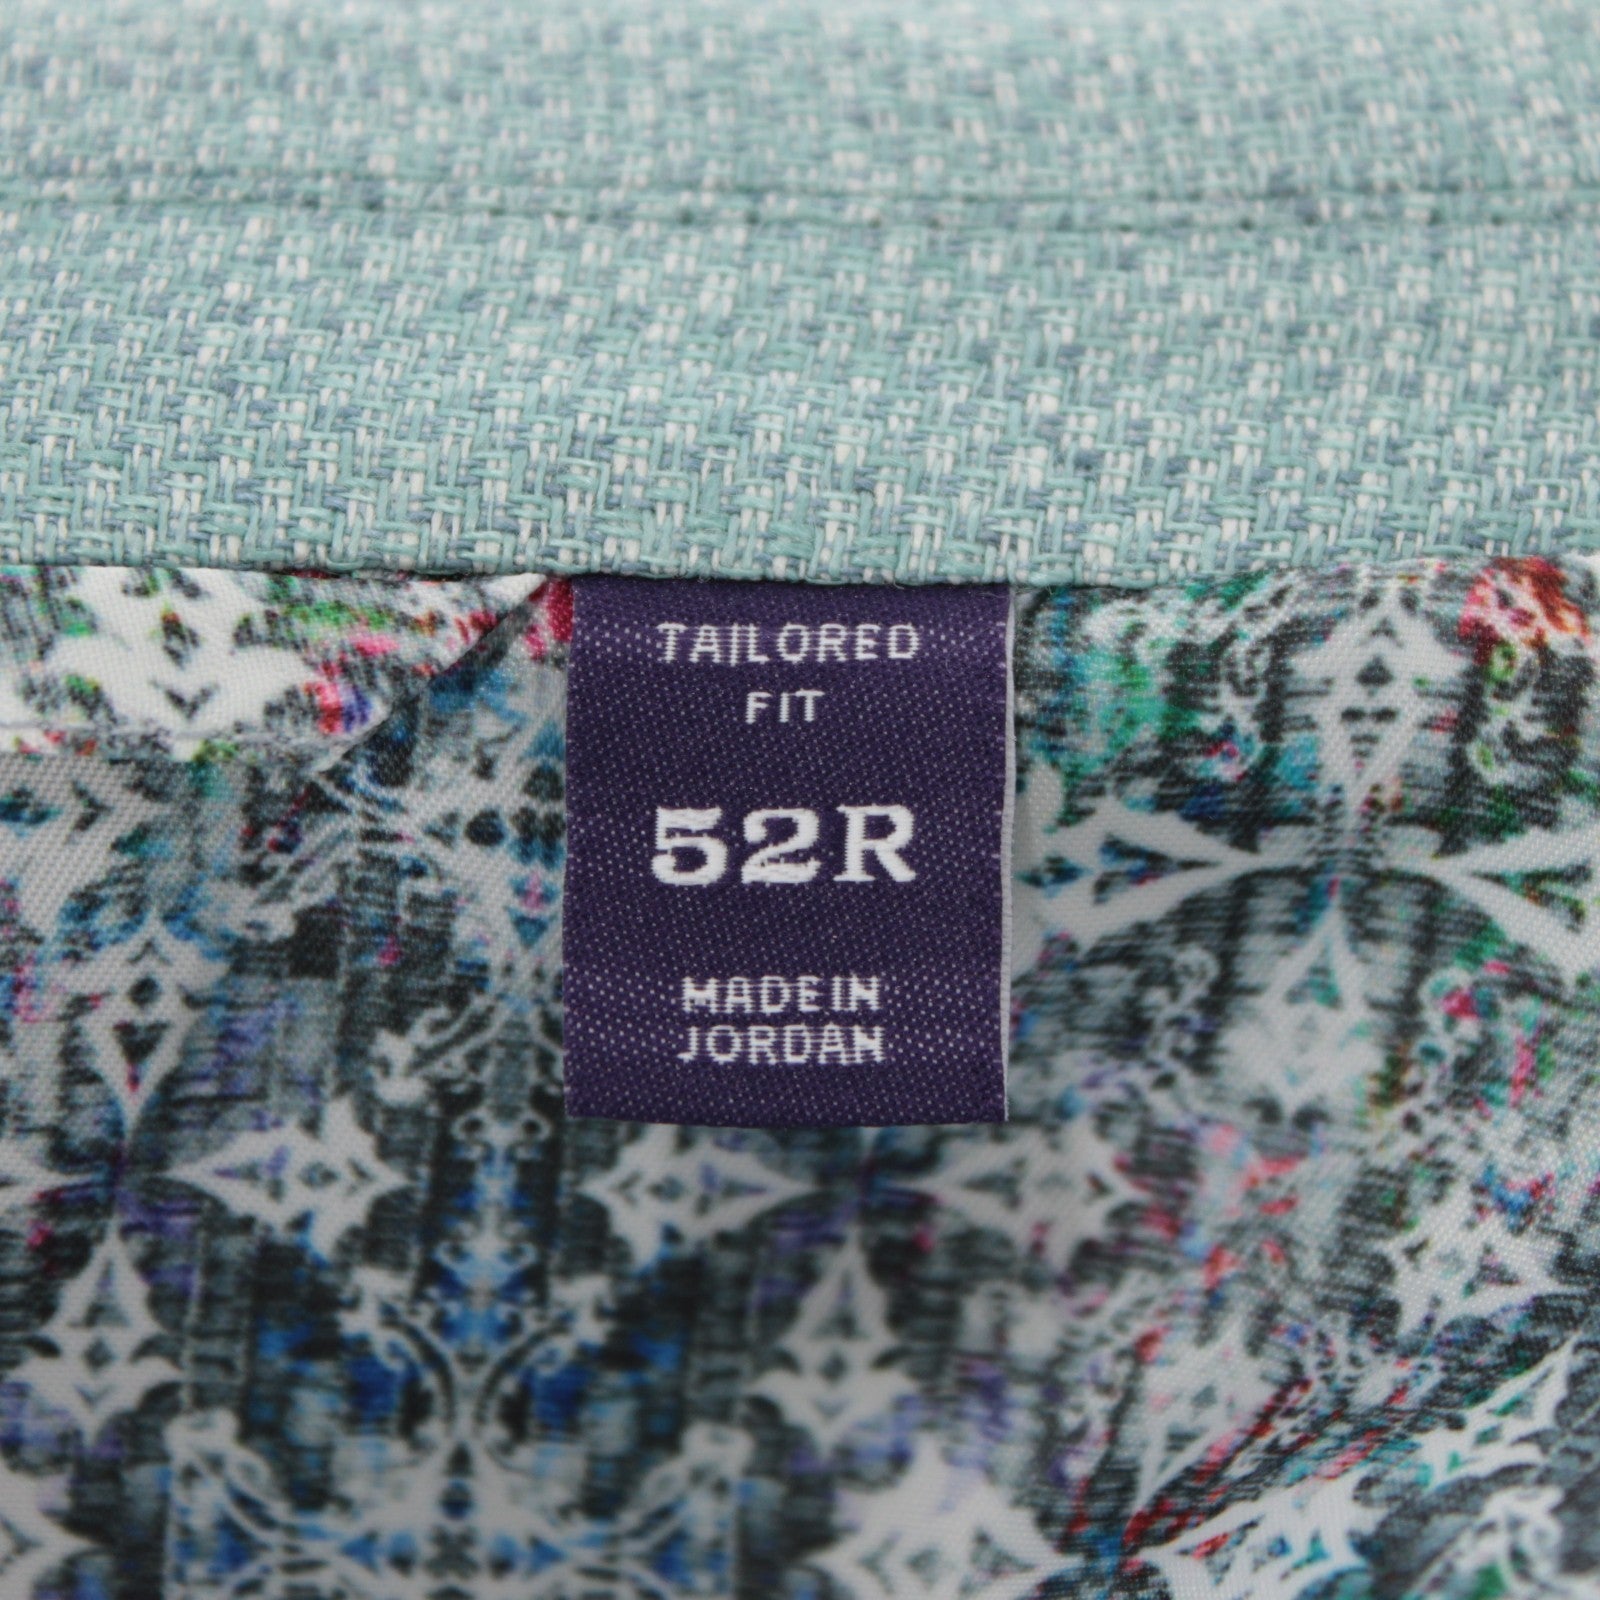 TAILORED
FIT
52R
MADE IN
JORDAN